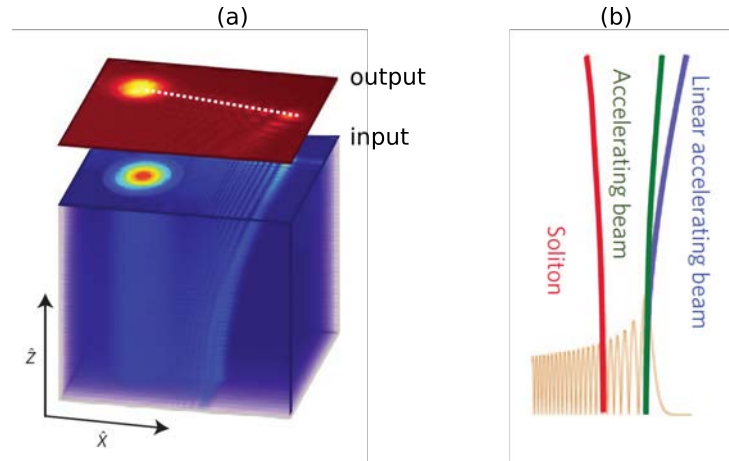 (a)
output
input
Ẑ
X̂
(b)
Soliton
Accelerating beam
Linear accelerating beam